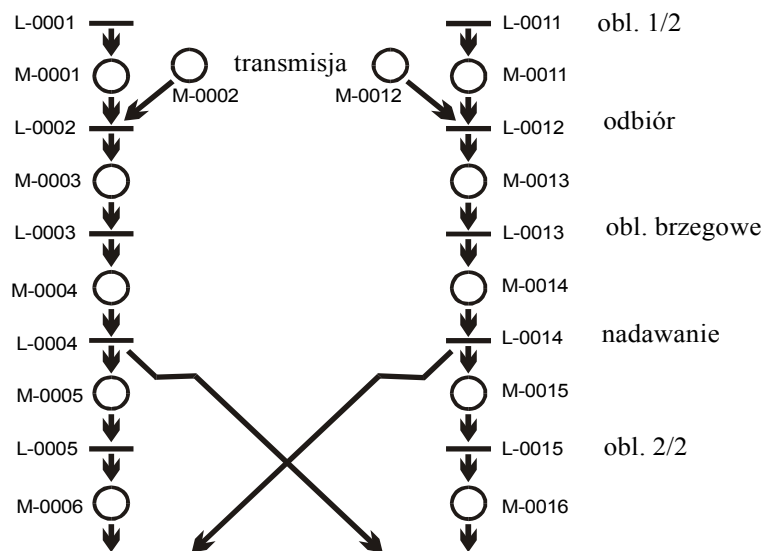 L-0001 L-0011 obl. 1/2
M-0001 transmisja M-0011
M-0002 M-0012
L-0002 L-0012 odbiór
M-0003 M-0013
L-0003 L-0013 obl. brzegowe
M-0004 M-0014
L-0004 L-0014 nadawanie
M-0005 M-0015
L-0005 L-0015 obl. 2/2
M-0006 M-0016